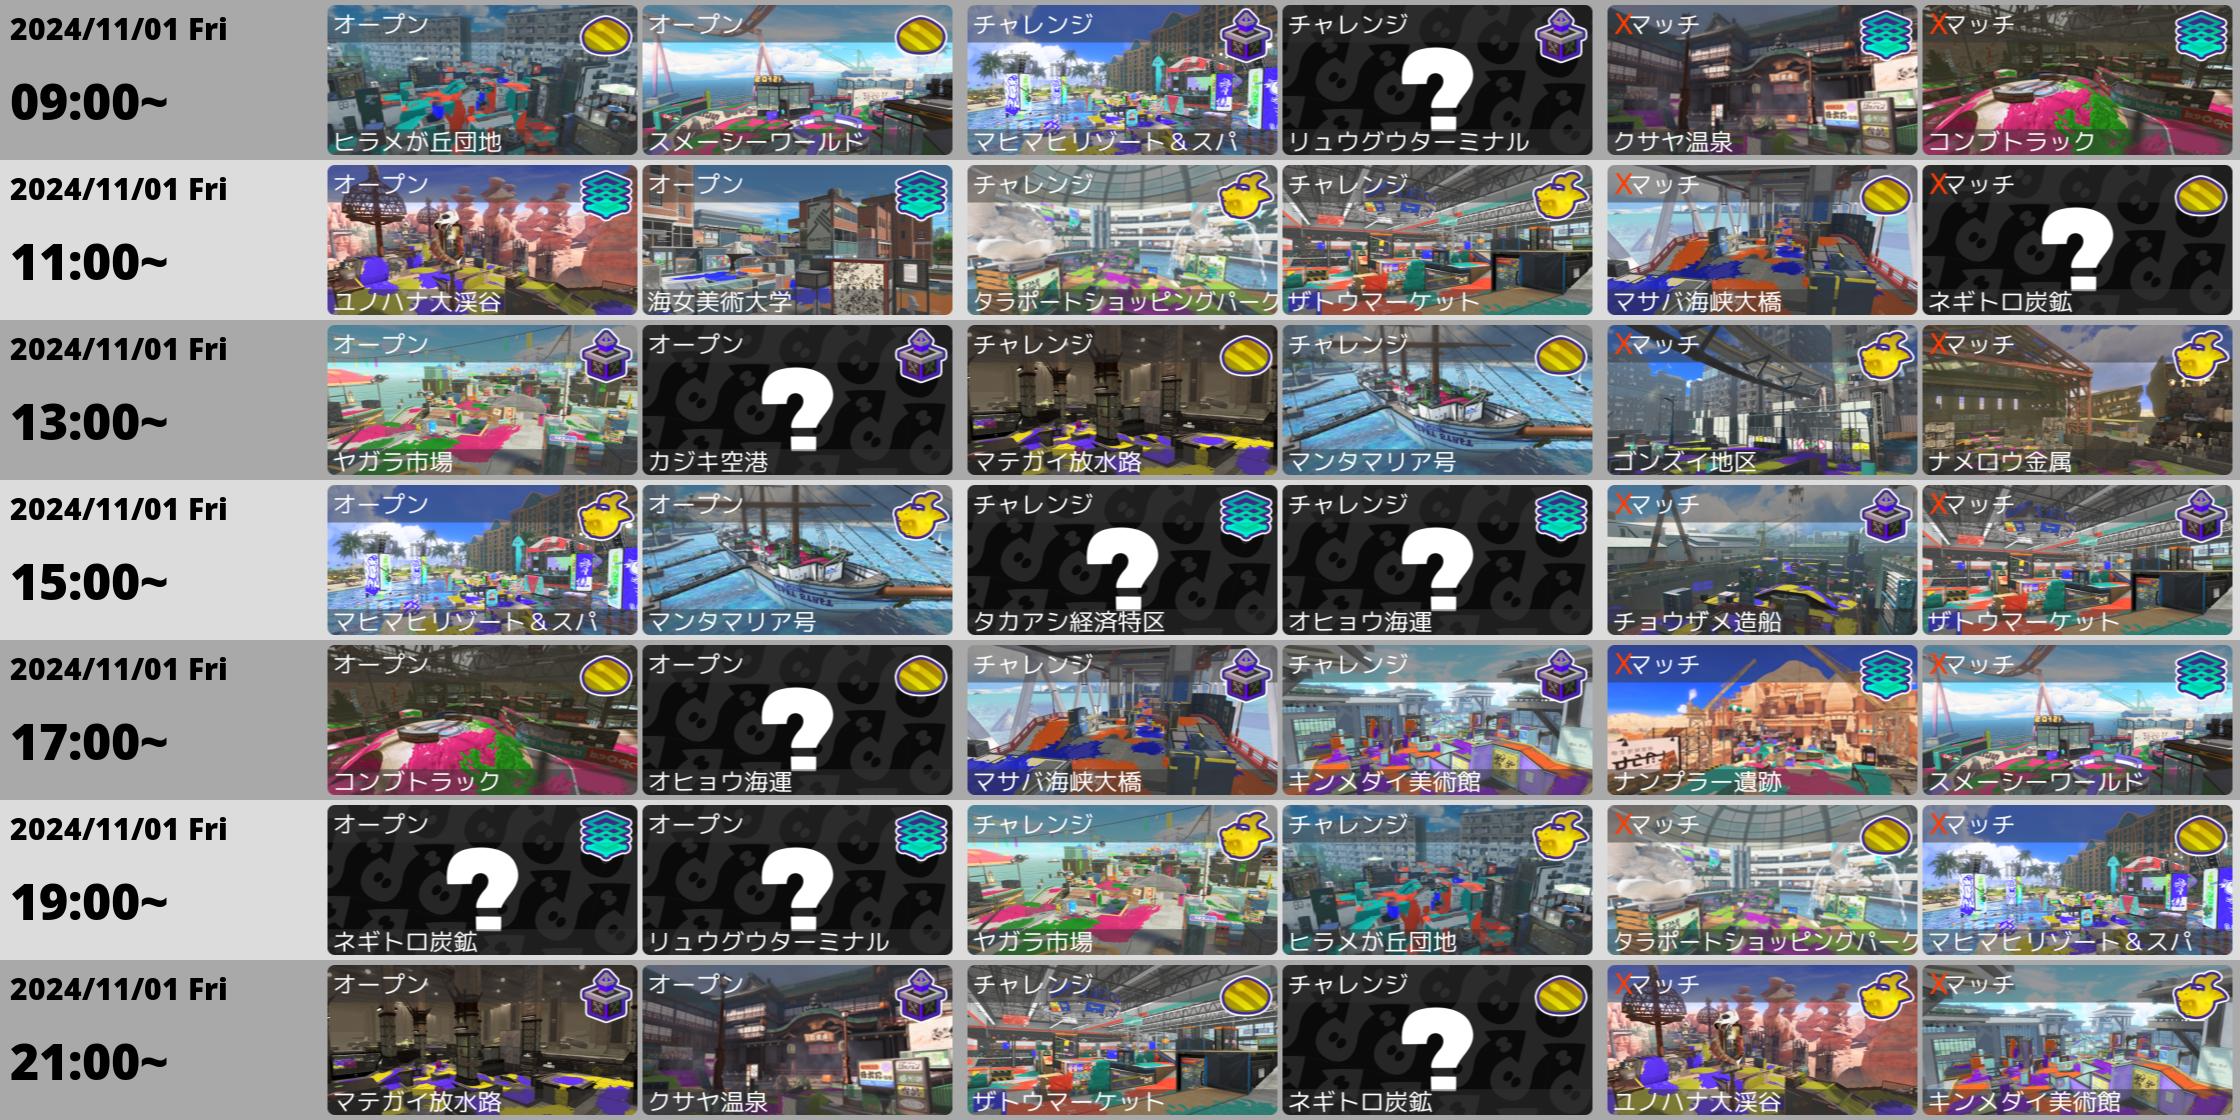 2024/11/01 Fri
09:00~
オープン
ヒラメが丘団地
オープン
スメーシーワールド
チャレンジ
マヒマヒリゾート＆スパ
チャレンジ
リュウグウターミナル
Xマッチ
クサヤ温泉
Xマッチ
コンブトラック
2024/11/01 Fri
11:00~
オープン
ユノハナ大渓谷
オープン
海女美術大学
チャレンジ
タラポートショッピングパーク
チャレンジ
ザトウマーケット
Xマッチ
マサバ海峡大橋
Xマッチ
ネギトロ炭鉱
2024/11/01 Fri
13:00~
オープン
ヤガラ市場
オープン
カジキ空港
チャレンジ
マテガイ放水路
チャレンジ
マンタマリア号
Xマッチ
ゴンズイ地区
Xマッチ
ナメロウ金属
2024/11/01 Fri
15:00~
オープン
マヒマヒリゾート＆スパ
オープン
マンタマリア号
チャレンジ
タカアシ経済特区
チャレンジ
オヒョウ海運
Xマッチ
チョウザメ造船
Xマッチ
ザトウマーケット
2024/11/01 Fri
17:00~
オープン
コンブトラック
オープン
オヒョウ海運
チャレンジ
マサバ海峡大橋
チャレンジ
キンメダイ美術館
Xマッチ
ナンプラー遺跡
Xマッチ
スメーシーワールド
2024/11/01 Fri
19:00~
オープン
ネギトロ炭鉱
オープン
リュウグウターミナル
チャレンジ
ヤガラ市場
チャレンジ
ヒラメが丘団地
Xマッチ
タラポートショッピングパーク
Xマッチ
マヒマヒリゾート＆スパ
2024/11/01 Fri
21:00~
オープン
マテガイ放水路
オープン
クサヤ温泉
チャレンジ
ザトウマーケット
チャレンジ
ネギトロ炭鉱
Xマッチ
ユノハナ大渓谷
Xマッチ
キンメダイ美術館